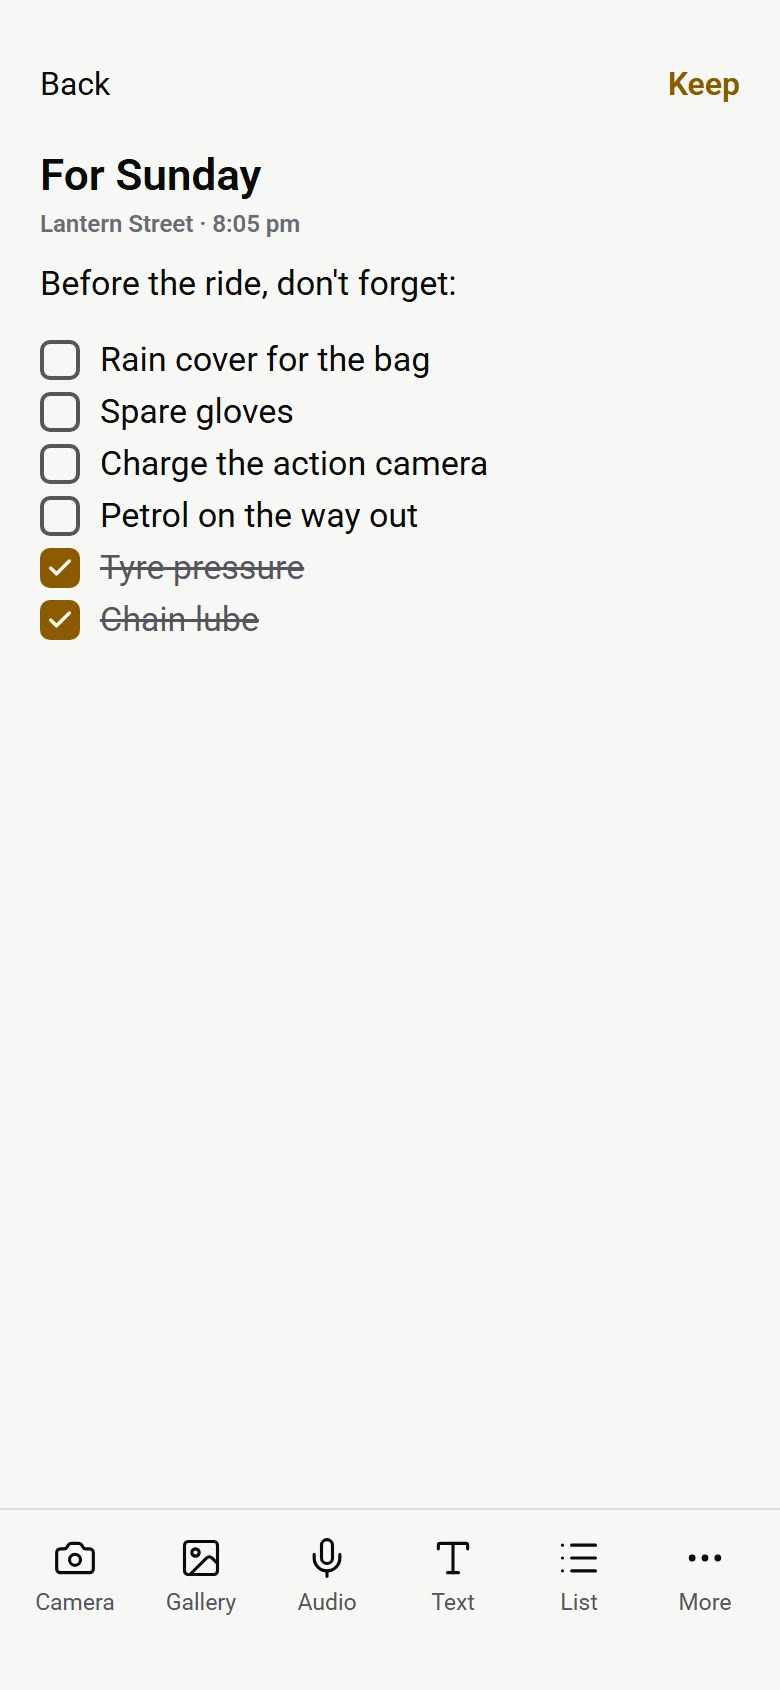 Back
Keep
For Sunday
Lantern Street · 8:05 pm
Before the ride, don't forget:
Rain cover for the bag
Spare gloves
Charge the action camera
Petrol on the way out
Tyre pressure
Chain lube
Camera
Gallery
Audio
Text
List
More